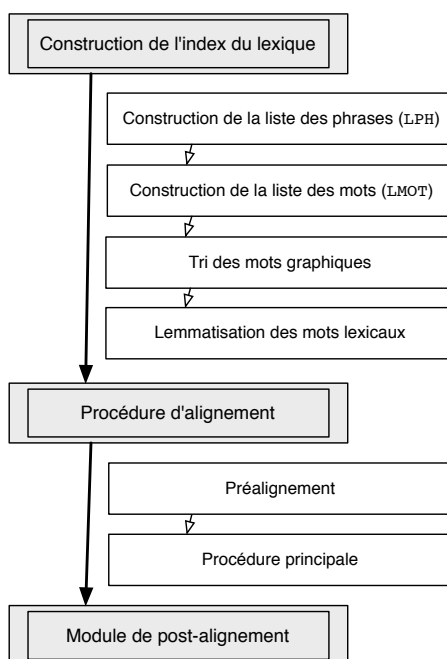 Construction de l'index du lexique
Construction de la liste des phrases (LPH)
Construction de la liste des mots (LMOT)
Tri des mots graphiques
Lemmatisation des mots lexicaux
Procédure d'alignement
Préalignement
Procédure principale
Module de post-alignement